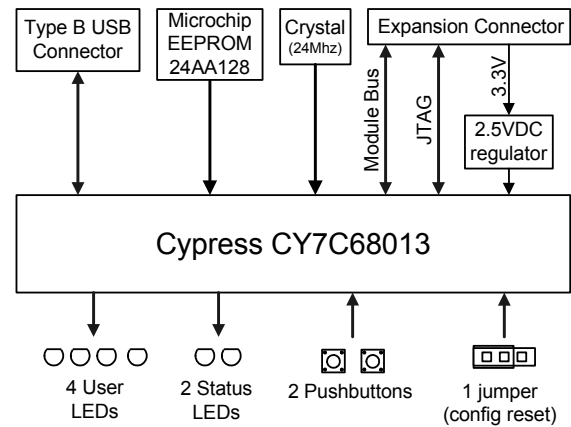 Type B USB
Connector
Microchip
EEPROM
24AA128
Crystal
(24Mhz)
Expansion Connector
Module Bus
JTAG
3.3V
2.5VDC
regulator
Cypress CY7C68013
4 User
LEDs
2 Status
LEDs
2 Pushbuttons
1 jumper
(config reset)